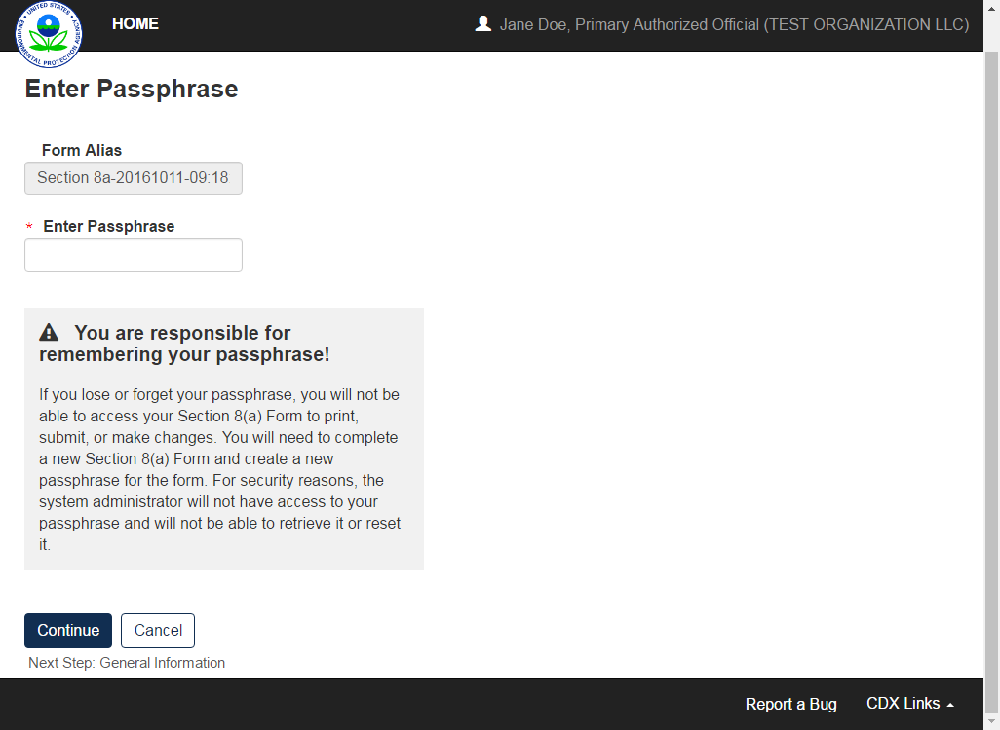 UNITED STATES
ENVIRONMENTAL PROTECTION AGENCY
HOME
Jane Doe, Primary Authorized Official (TEST ORGANIZATION LLC)
Enter Passphrase
Form Alias
Section 8a-20161011-09:18
* Enter Passphrase
You are responsible for
remembering your passphrase!
If you lose or forget your passphrase, you will not be
able to access your Section 8(a) Form to print,
submit, or make changes. You will need to complete
a new Section 8(a) Form and create a new
passphrase for the form. For security reasons, the
system administrator will not have access to your
passphrase and will not be able to retrieve it or reset
it.
Continue
Cancel
Next Step: General Information
Report a Bug
CDX Links